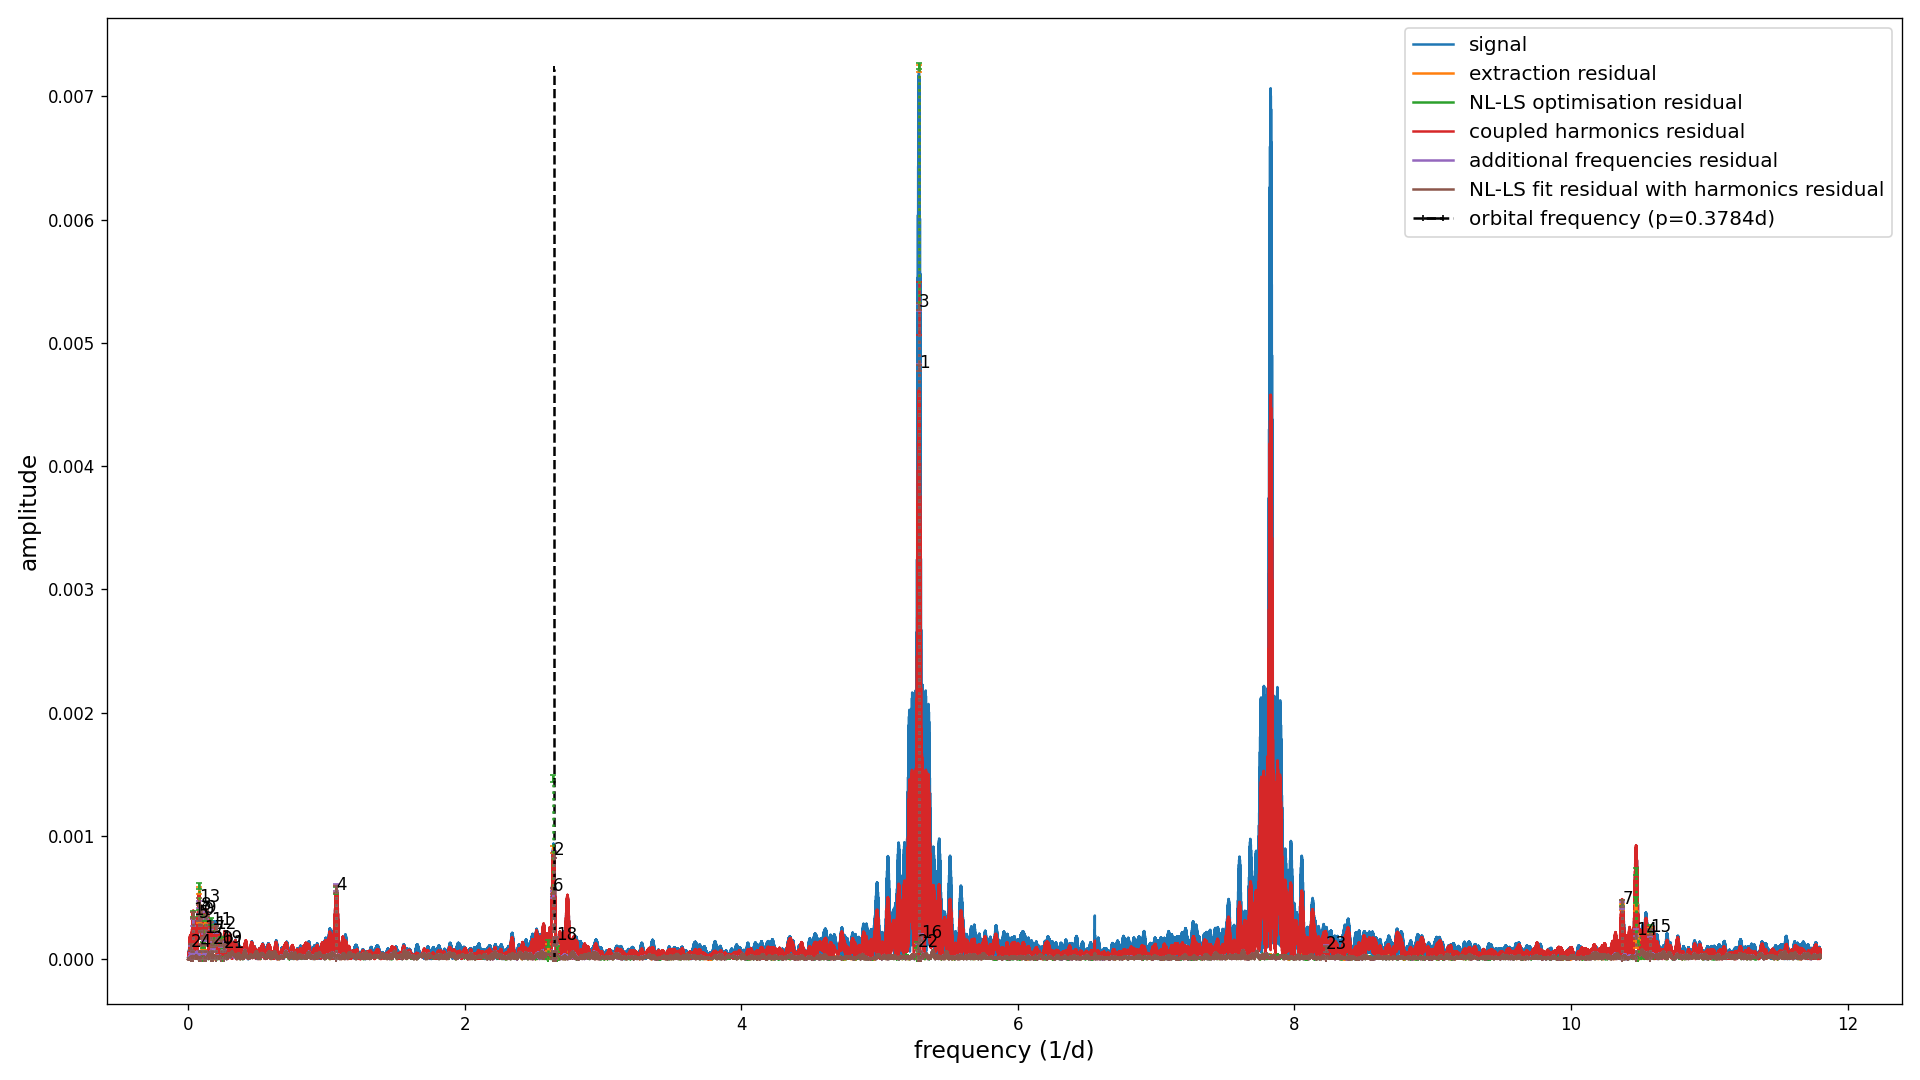 signal
extraction residual
NL-LS optimisation residual
coupled harmonics residual
additional frequencies residual
NL-LS fit residual with harmonics residual
orbital frequency (p=0.3784d)
amplitude
0.007
0.006
0.005
0.004
0.003
0.002
0.001
0.000
3
1
2
6
4
13
11
12
24
21
18
16
22
23
7
14
15
0 2 4 6 8 10 12
frequency (1/d)